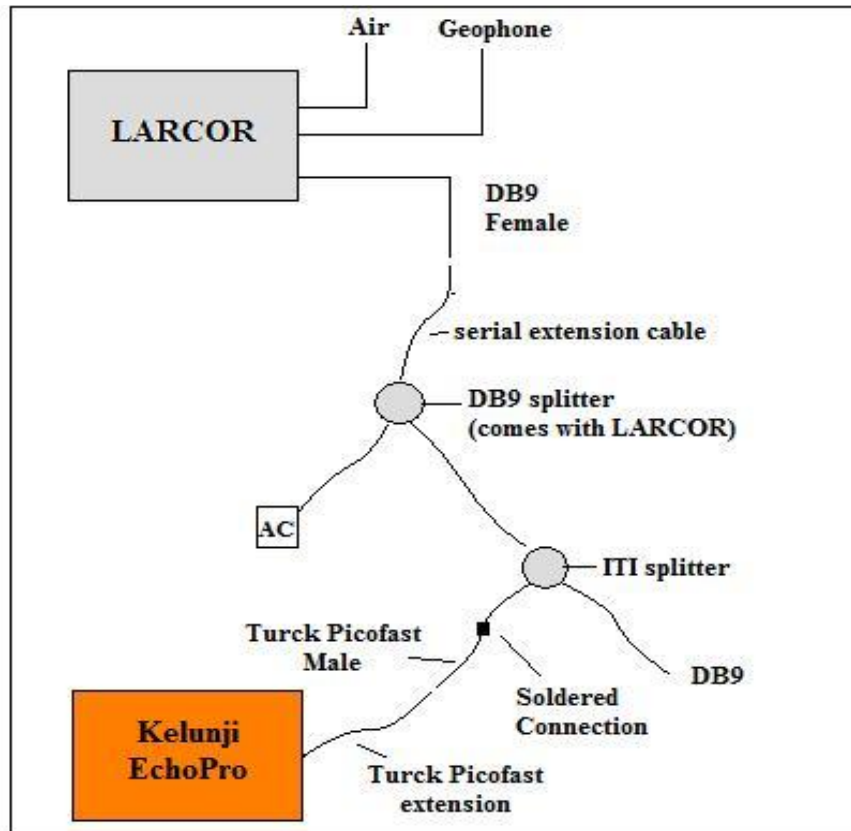 Air
Geophone
LARCOR
DB9
Female
serial extension cable
DB9 splitter
(comes with LARCOR)
AC
ITI splitter
Turck Picofast
Male
Soldered
Connection
DB9
Kelunji
EchoPro
Turck Picofast
extension